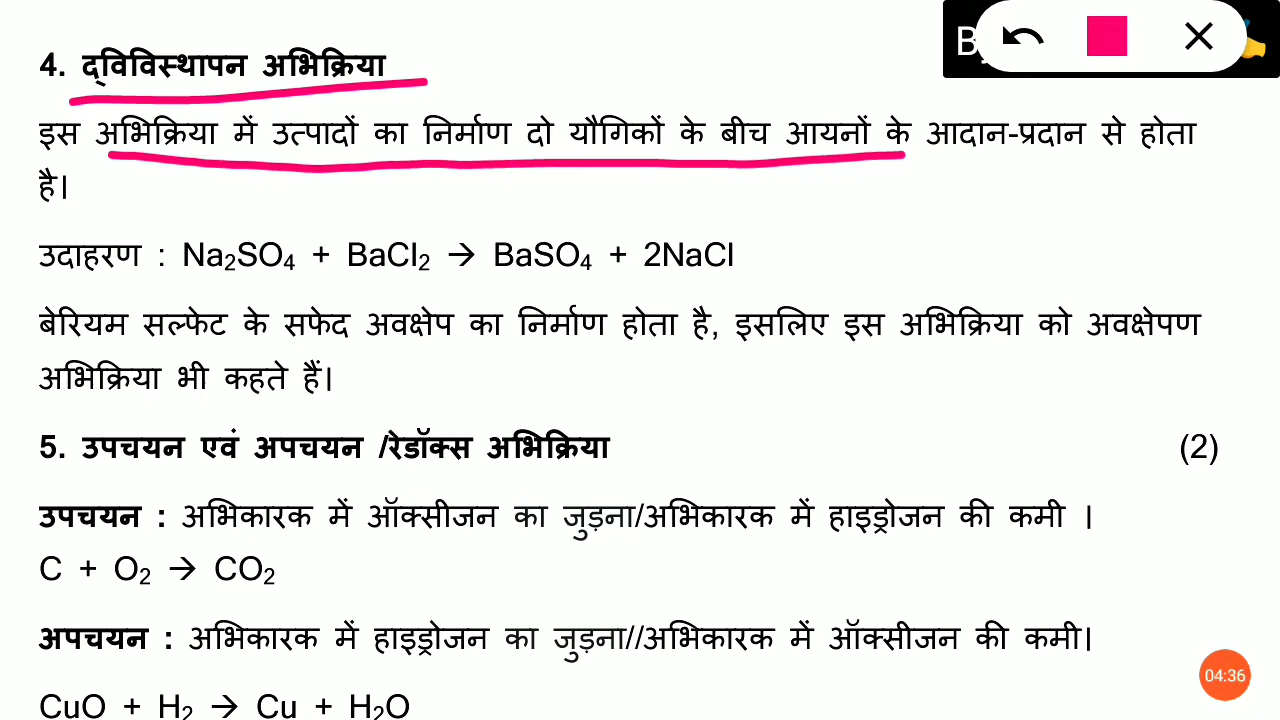 4. द्विविस्थापन अभिक्रिया
इस अभिक्रिया में उत्पादों का निर्माण दो यौगिकों के बीच आयनों के आदान-प्रदान से होता
है।
उदाहरण : Na₂SO₄ + BaCl₂ → BaSO₄ + 2NaCl
बेरियम सल्फेट के सफेद अवक्षेप का निर्माण होता है, इसलिए इस अभिक्रिया को अवक्षेपण
अभिक्रिया भी कहते हैं।
5. उपचयन एवं अपचयन /रेडॉक्स अभिक्रिया (2)
उपचयन : अभिकारक में ऑक्सीजन का जुड़ना/अभिकारक में हाइड्रोजन की कमी ।
C + O₂ → CO₂
अपचयन : अभिकारक में हाइड्रोजन का जुड़ना//अभिकारक में ऑक्सीजन की कमी।
CuO + H₂ → Cu + H₂O
04:36